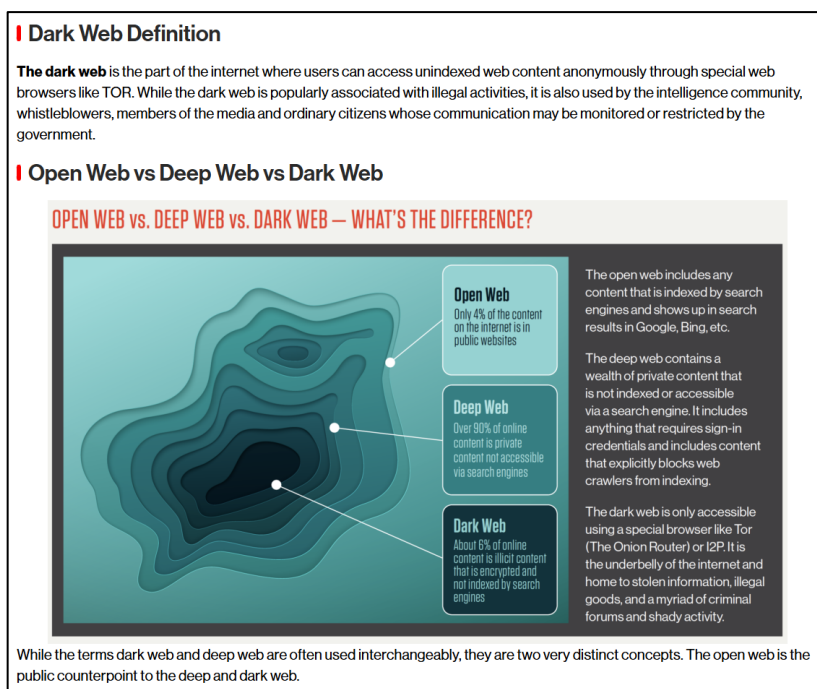 Dark Web Definition
The dark web is the part of the internet where users can access unindexed web content anonymously through special web
browsers like TOR. While the dark web is popularly associated with illegal activities, it is also used by the intelligence community,
whistleblowers, members of the media and ordinary citizens whose communication may be monitored or restricted by the
government.
Open Web vs Deep Web vs Dark Web
OPEN WEB vs. DEEP WEB vs. DARK WEB — WHAT'S THE DIFFERENCE?
Open Web
Only 4% of the content
on the internet is in
public websites
Deep Web
Over 90% of online
content is private
content not accessible
via search engines
Dark Web
About 6% of online
content is illicit content
that is encrypted and
not indexed by search
engines
The open web includes any
content that is indexed by search
engines and shows up in search
results in Google, Bing, etc.
The deep web contains a
wealth of private content that
is not indexed or accessible
via a search engine. It includes
anything that requires sign-in
credentials and includes content
that explicitly blocks web
crawlers from indexing.
The dark web is only accessible
using a special browser like Tor
(The Onion Router) or I2P. It is
the underbelly of the internet and
home to stolen information, illegal
goods, and a myriad of criminal
forums and shady activity.
While the terms dark web and deep web are often used interchangeably, they are two very distinct concepts. The open web is the
public counterpoint to the deep and dark web.